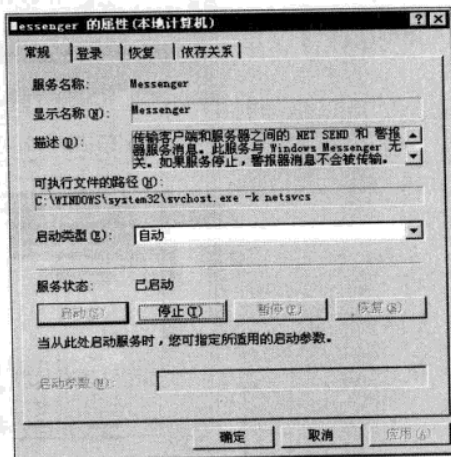 Messenger 的属性(本地计算机)
常规 登录 恢复 依存关系
服务名称: Messenger
显示名称(N): Messenger
描述(D): 传输客户端和服务器之间的 NET SEND 和 警报
器服务消息。此服务与 Windows Messenger 无
关。如果服务停止,警报器消息不会被传输。
可执行文件的路径(H):
C:\WINDOWS\system32\svchost.exe -k netsvcs
启动类型(E): 自动
服务状态: 已启动
启动(S) 停止(T) 暂停(P) 恢复(R)
当从此处启动服务时,您可指定所适用的启动参数。
启动参数(M):
确定 取消 应用(A)